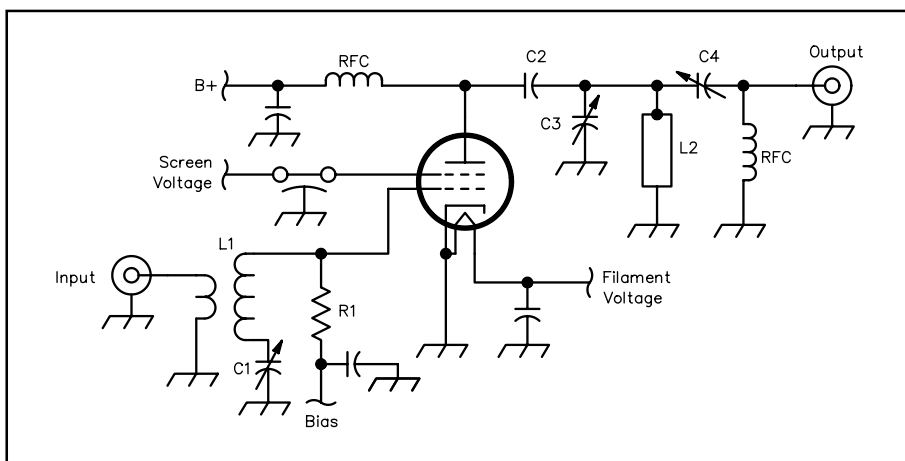 RFC
C2
C4
Output
B+
C3
L2
RFC
Screen
Voltage
L1
Input
R1
Filament
Voltage
C1
Bias